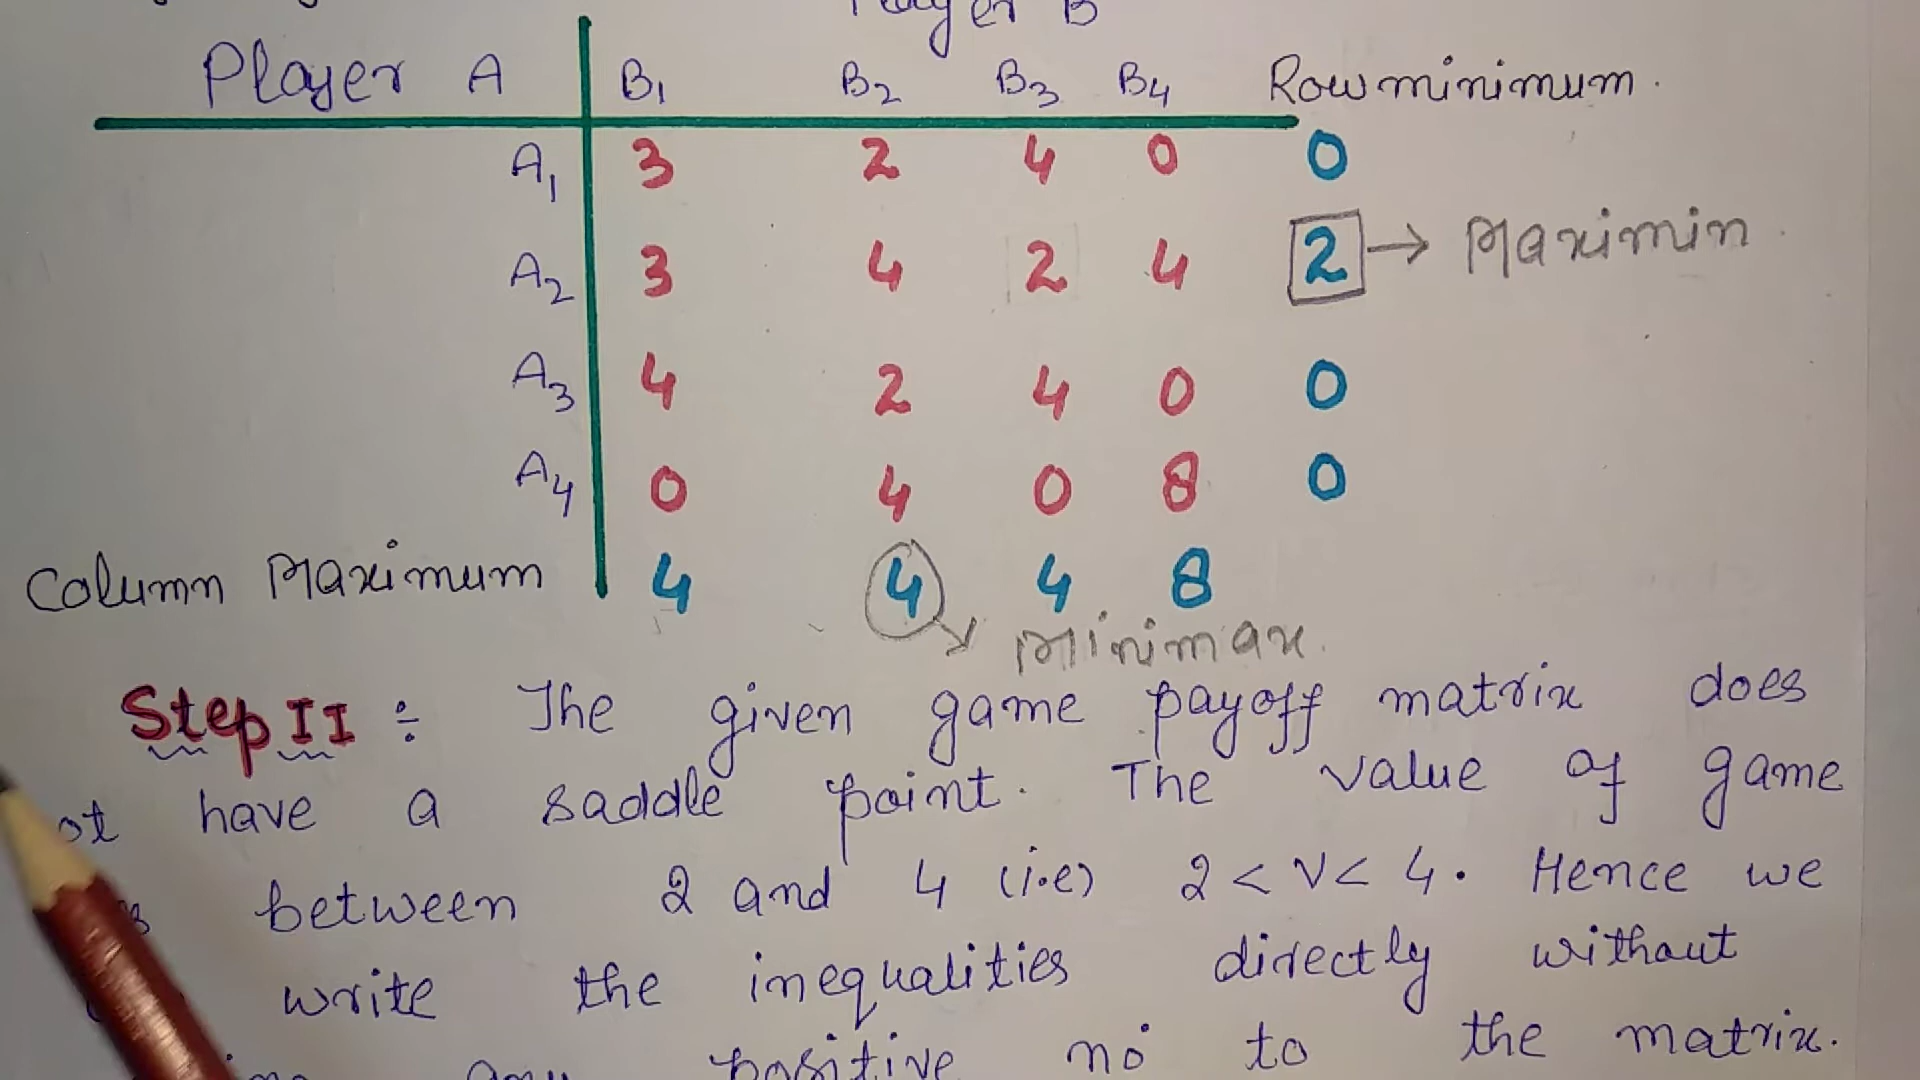 Player B
Player A B1 B2 B3 B4 Row minimum.
A1 3 2 4 0 0
A2 3 4 2 4 2 → Maximin
A3 4 2 4 0 0
A4 0 4 0 8 0
Column Maximum 4 4 4 8
Minimax.
Step II ÷ The given game payoff matrix does
ot have a saddle point. The value of game
between 2 and 4 (i.e) 2 < V < 4. Hence we
write the inequalities directly without
any positive no to the matrix.